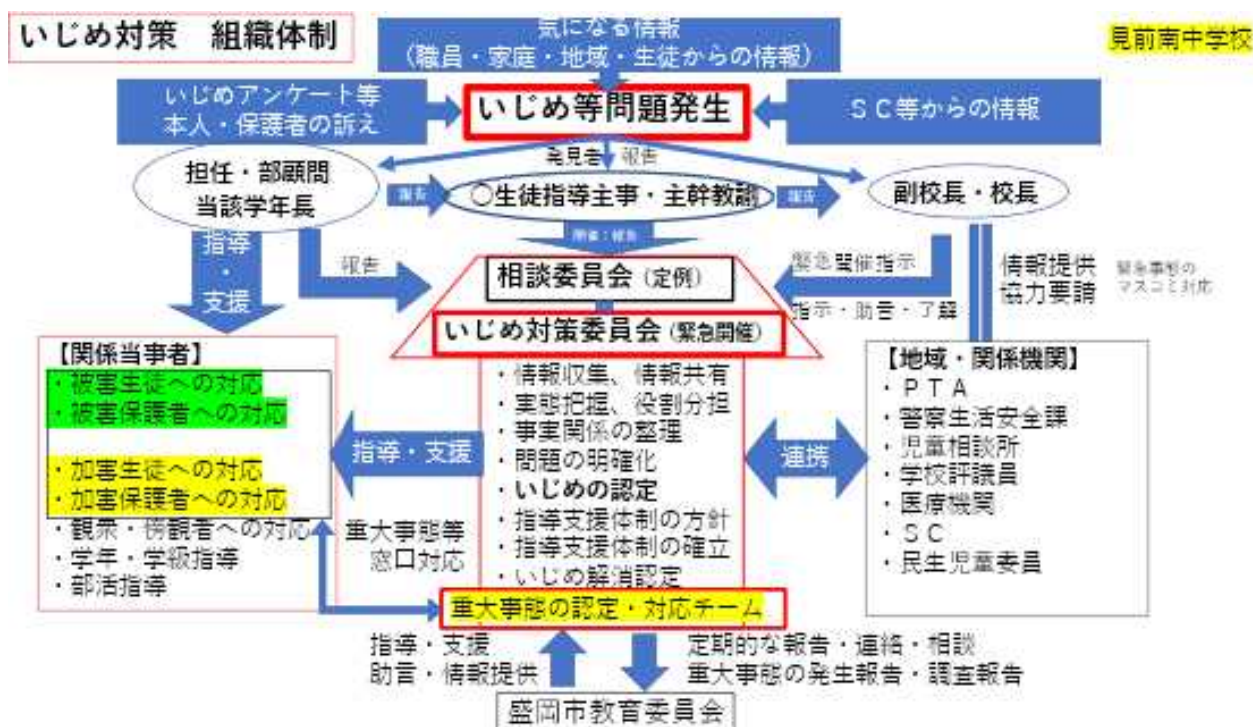 いじめ対策　組織体制
気になる情報
（職員・家庭・地域・生徒からの情報）
見前南中学校
いじめアンケート等
本人・保護者の訴え
いじめ等問題発生
ＳＣ等からの情報
発見者　報告
担任・部顧問
当該学年長
報告
○生徒指導主事・主幹教諭
報告
副校長・校長
指導
・
支援
報告
開催：報告
相談委員会（定例）
緊急開催指示
指示・助言・了解
情報提供
協力要請
緊急事態の
マスコミ対応
いじめ対策委員会（緊急開催）
【関係当事者】
・被害生徒への対応
・被害保護者への対応
・加害生徒への対応
・加害保護者への対応
・観衆・傍観者への対応
・学年・学級指導
・部活指導
指導・支援
重大事態等
窓口対応
・情報収集、情報共有
・実態把握、役割分担
・事実関係の整理
・問題の明確化
・いじめの認定
・指導支援体制の方針
・指導支援体制の確立
・いじめ解消認定
重大事態の認定・対応チーム
連携
【地域・関係機関】
・ＰＴＡ
・警察生活安全課
・児童相談所
・学校評議員
・医療機関
・ＳＣ
・民生児童委員
指導・支援
助言・情報提供
定期的な報告・連絡・相談
重大事態の発生報告・調査報告
盛岡市教育委員会